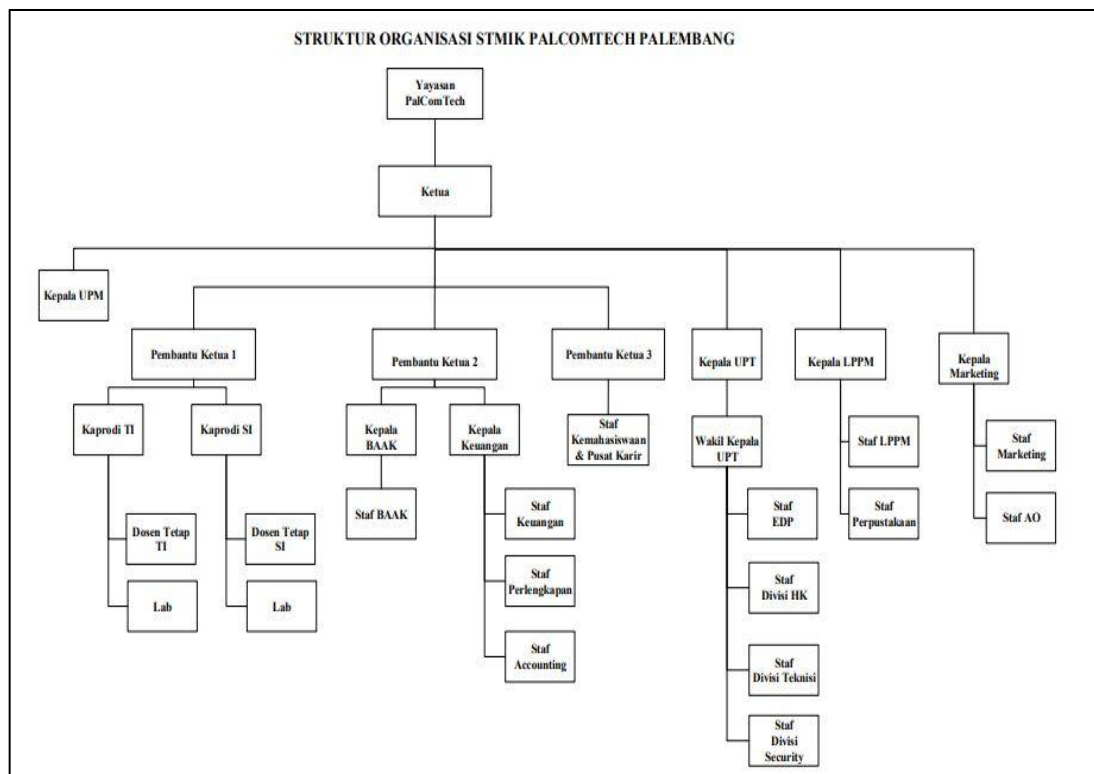 STRUKTUR ORGANISASI STMIK PALCOMTECH PALEMBANG
Yayasan
PalComTech
Ketua
Kepala UPM
Pembantu Ketua 1
Pembantu Ketua 2
Pembantu Ketua 3
Kepala UPT
Kepala LPPM
Kepala
Marketing
Kaprodi TI
Kaprodi SI
Kepala
BAAK
Kepala
Keuangan
Staf
Kemahasiswaan
& Pusat Karir
Wakil Kepala
UPT
Staf LPPM
Staf
Marketing
Staf BAAK
Staf
Keuangan
Staf
EDP
Staf
Perpustakaan
Staf AO
Dosen Tetap
TI
Dosen Tetap
SI
Staf
Perlengkapan
Staf
Divisi HK
Lab
Lab
Staf
Accounting
Staf
Divisi Teknisi
Staf
Divisi
Security